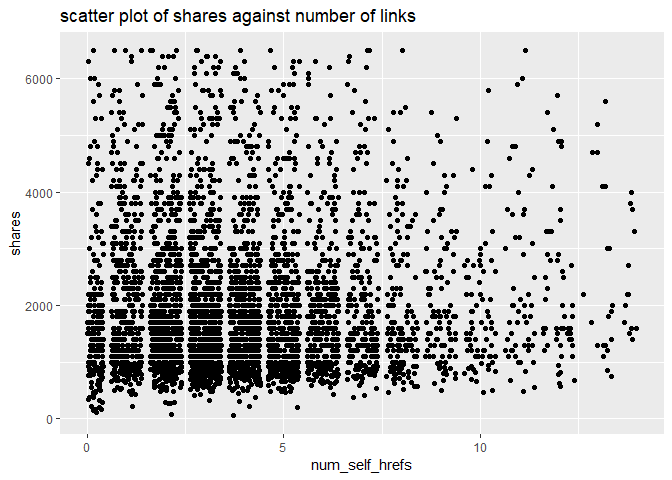 scatter plot of shares against number of links
6000
4000
2000
0
shares
0 5 10
num_self_hrefs